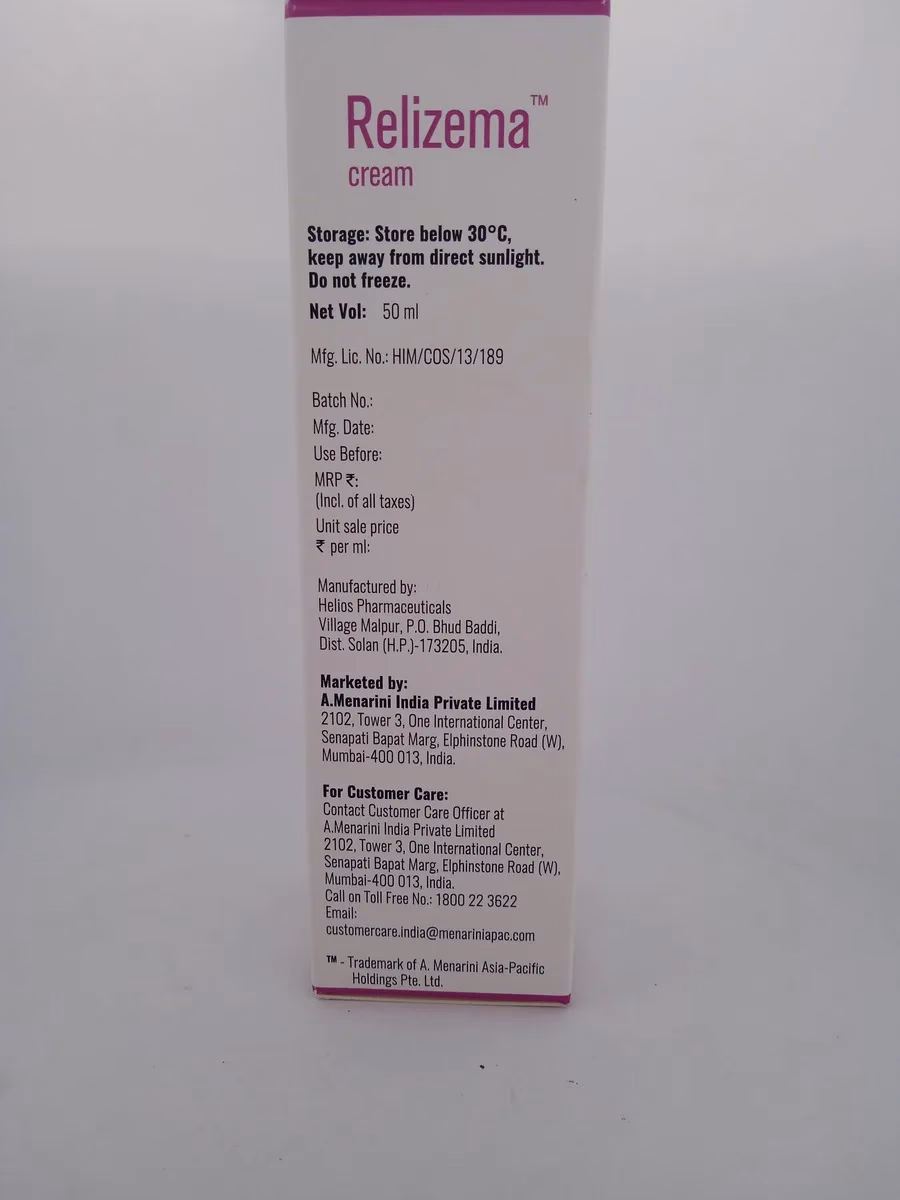 Relizema™
cream
Storage: Store below 30°C,
keep away from direct sunlight.
Do not freeze.
Net Vol: 50 ml
Mfg. Lic. No.: HIM/COS/13/189
Batch No.:
Mfg. Date:
Use Before:
MRP ₹:
(Incl. of all taxes)
Unit sale price
₹ per ml:
Manufactured by:
Helios Pharmaceuticals
Village Malpur, P.O. Bhud Baddi,
Dist. Solan (H.P.)-173205, India.
Marketed by:
A.Menarini India Private Limited
2102, Tower 3, One International Center,
Senapati Bapat Marg, Elphinstone Road (W),
Mumbai-400 013, India.
For Customer Care:
Contact Customer Care Officer at
A.Menarini India Private Limited
2102, Tower 3, One International Center,
Senapati Bapat Marg, Elphinstone Road (W),
Mumbai-400 013, India.
Call on Toll Free No.: 1800 22 3622
Email:
customercare.india@menariniapac.com
™ - Trademark of A. Menarini Asia-Pacific
Holdings Pte. Ltd.